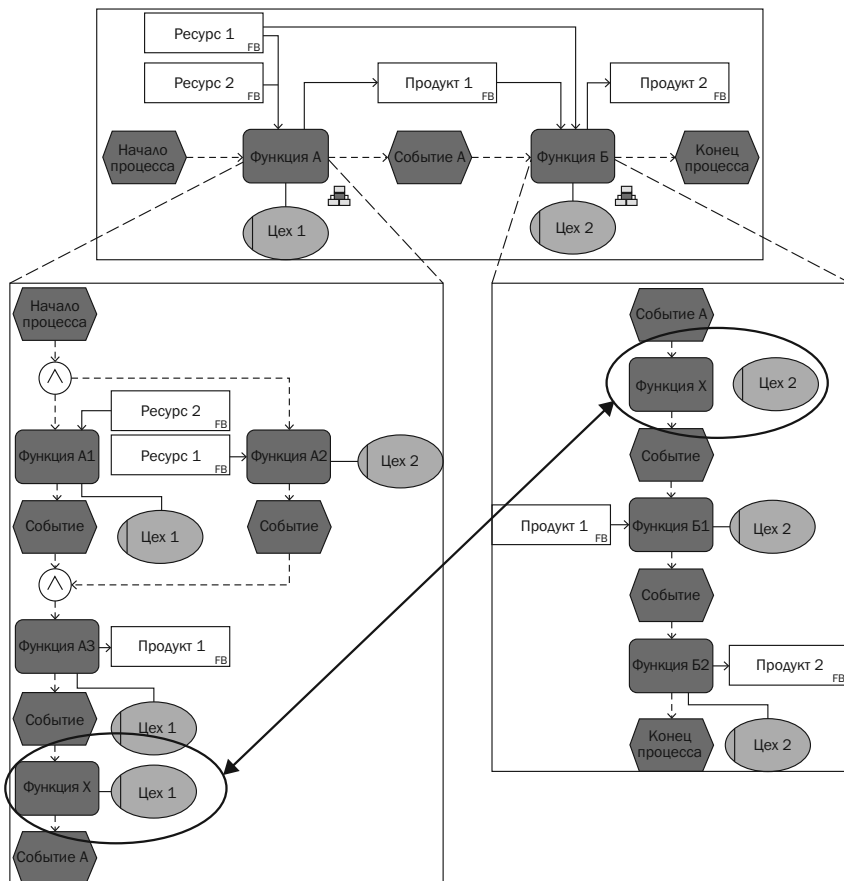 Ресурс 1
FB
Ресурс 2
FB
Продукт 1
FB
Продукт 2
FB
Начало
процесса
Функция А
Событие А
Функция Б
Конец
процесса
Цех 1
Цех 2
Начало
процесса
Ресурс 2
FB
Функция А1
Ресурс 1
FB
Функция А2
Цех 2
Событие
Цех 1
Событие
Функция А3
Продукт 1
FB
Событие
Цех 1
Функция Х
Цех 1
Событие А
Событие А
Функция Х
Цех 2
Событие
Продукт 1
FB
Функция Б1
Цех 2
Событие
Функция Б2
Продукт 2
FB
Конец
процесса
Цех 2